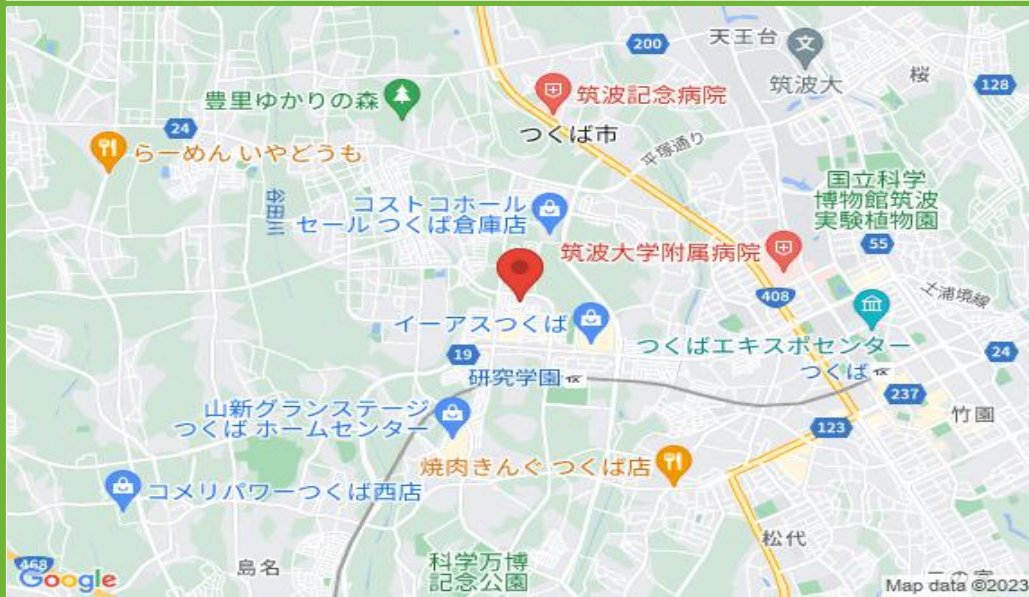 200
天王台
筑波大
桜
128
筑波記念病院
つくば市
平塚通り
豊里ゆかりの森
24
らーめん いやどうも
谷田川
コストコホール
セール つくば倉庫店
国立科学
博物館筑波
実験植物園
筑波大学附属病院
55
408
土浦境線
イーアスつくば
つくばエキスポセンター
つくば
19
研究学園
24
237
竹園
山新グランステージ
つくば ホームセンター
123
焼肉きんぐ つくば店
コメリパワーつくば西店
松代
468
Google
島名
科学万博
記念公園
Map data ©2023